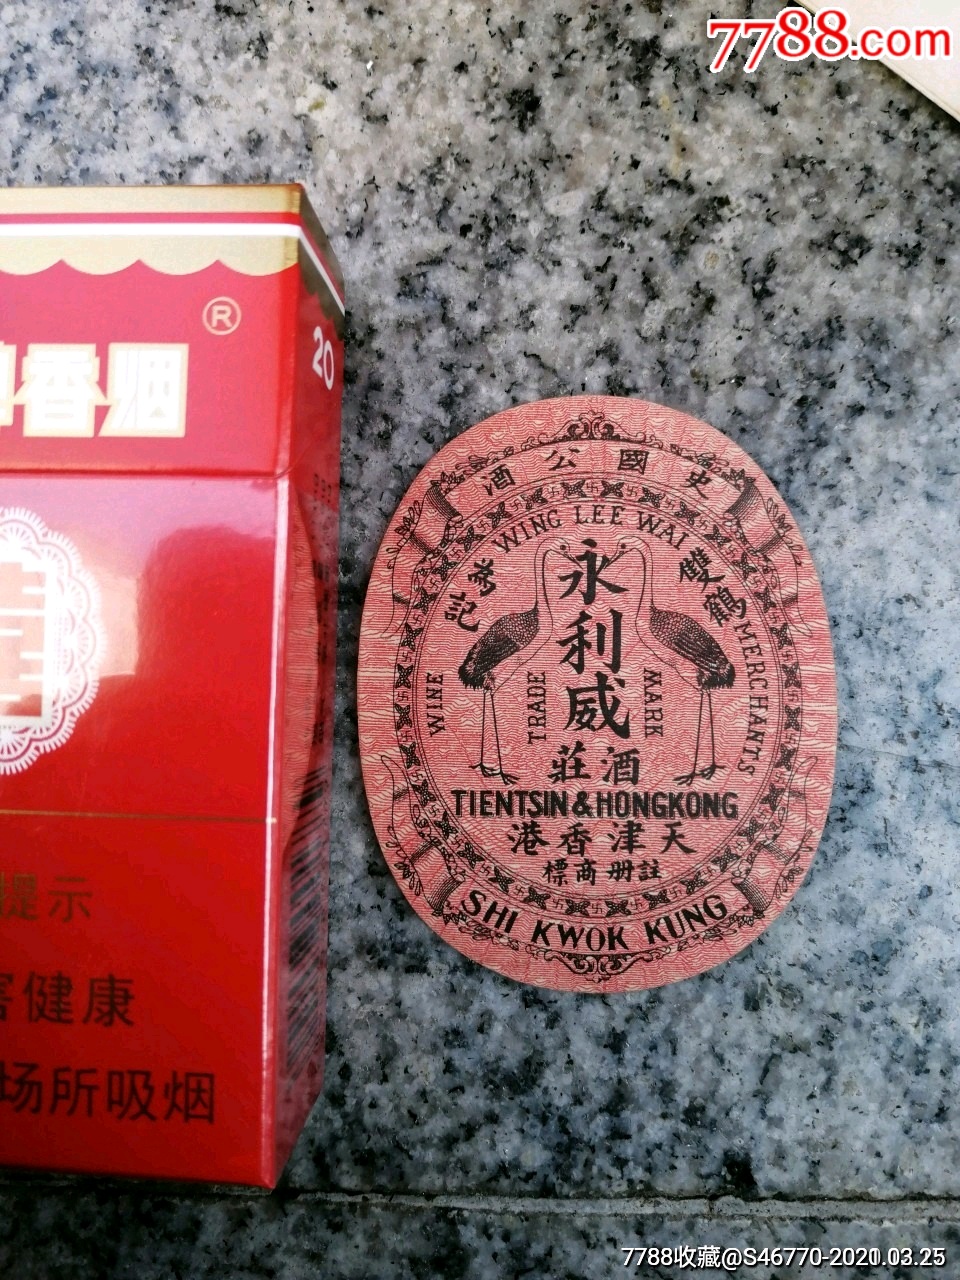 7788.com
®
香烟
20
提示
健康
场所吸烟
史國公酒
WING LEE WAI
雙鶴
為記
永利威
WINE
MERCHANTS
TRADE
MARK
酒莊
TIENTSIN & HONGKONG
天津香港
註册商標
SHI KWOK KUNG
7788收藏@S46770-2020.03.25